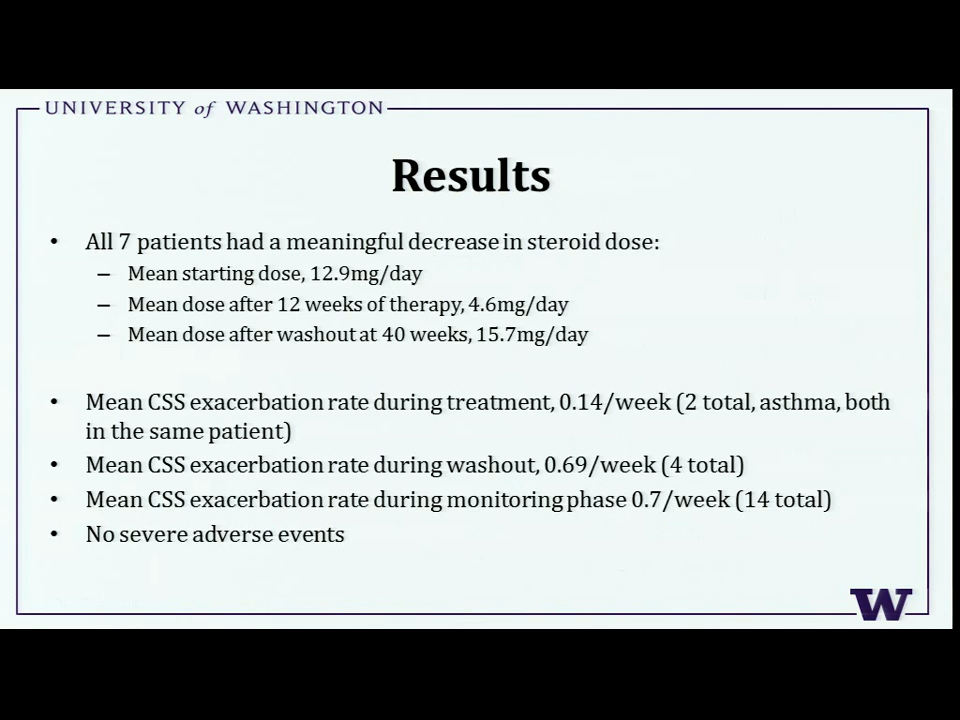 UNIVERSITY of WASHINGTON
Results
• All 7 patients had a meaningful decrease in steroid dose:
– Mean starting dose, 12.9mg/day
– Mean dose after 12 weeks of therapy, 4.6mg/day
– Mean dose after washout at 40 weeks, 15.7mg/day
• Mean CSS exacerbation rate during treatment, 0.14/week (2 total, asthma, both
in the same patient)
• Mean CSS exacerbation rate during washout, 0.69/week (4 total)
• Mean CSS exacerbation rate during monitoring phase 0.7/week (14 total)
• No severe adverse events
W